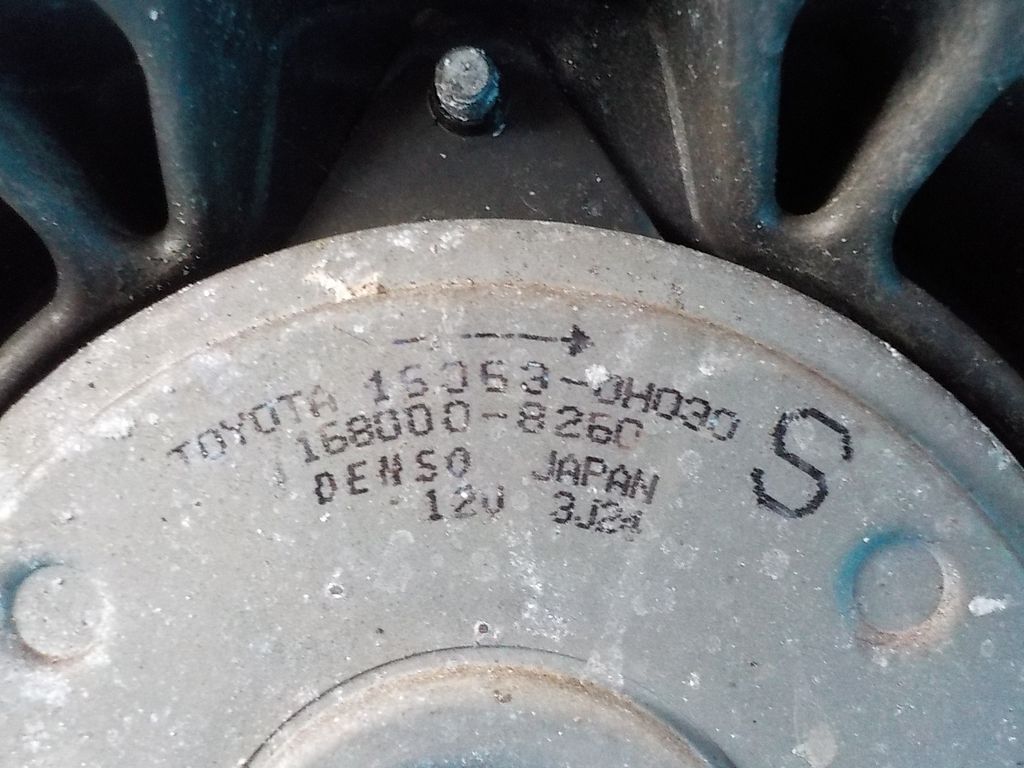 TOYOTA 16363-0H030
168000-8260
DENSO JAPAN
12V 3J24
S